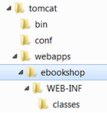 tomcat
bin
conf
webapps
ebookshop
WEB-INF
classes